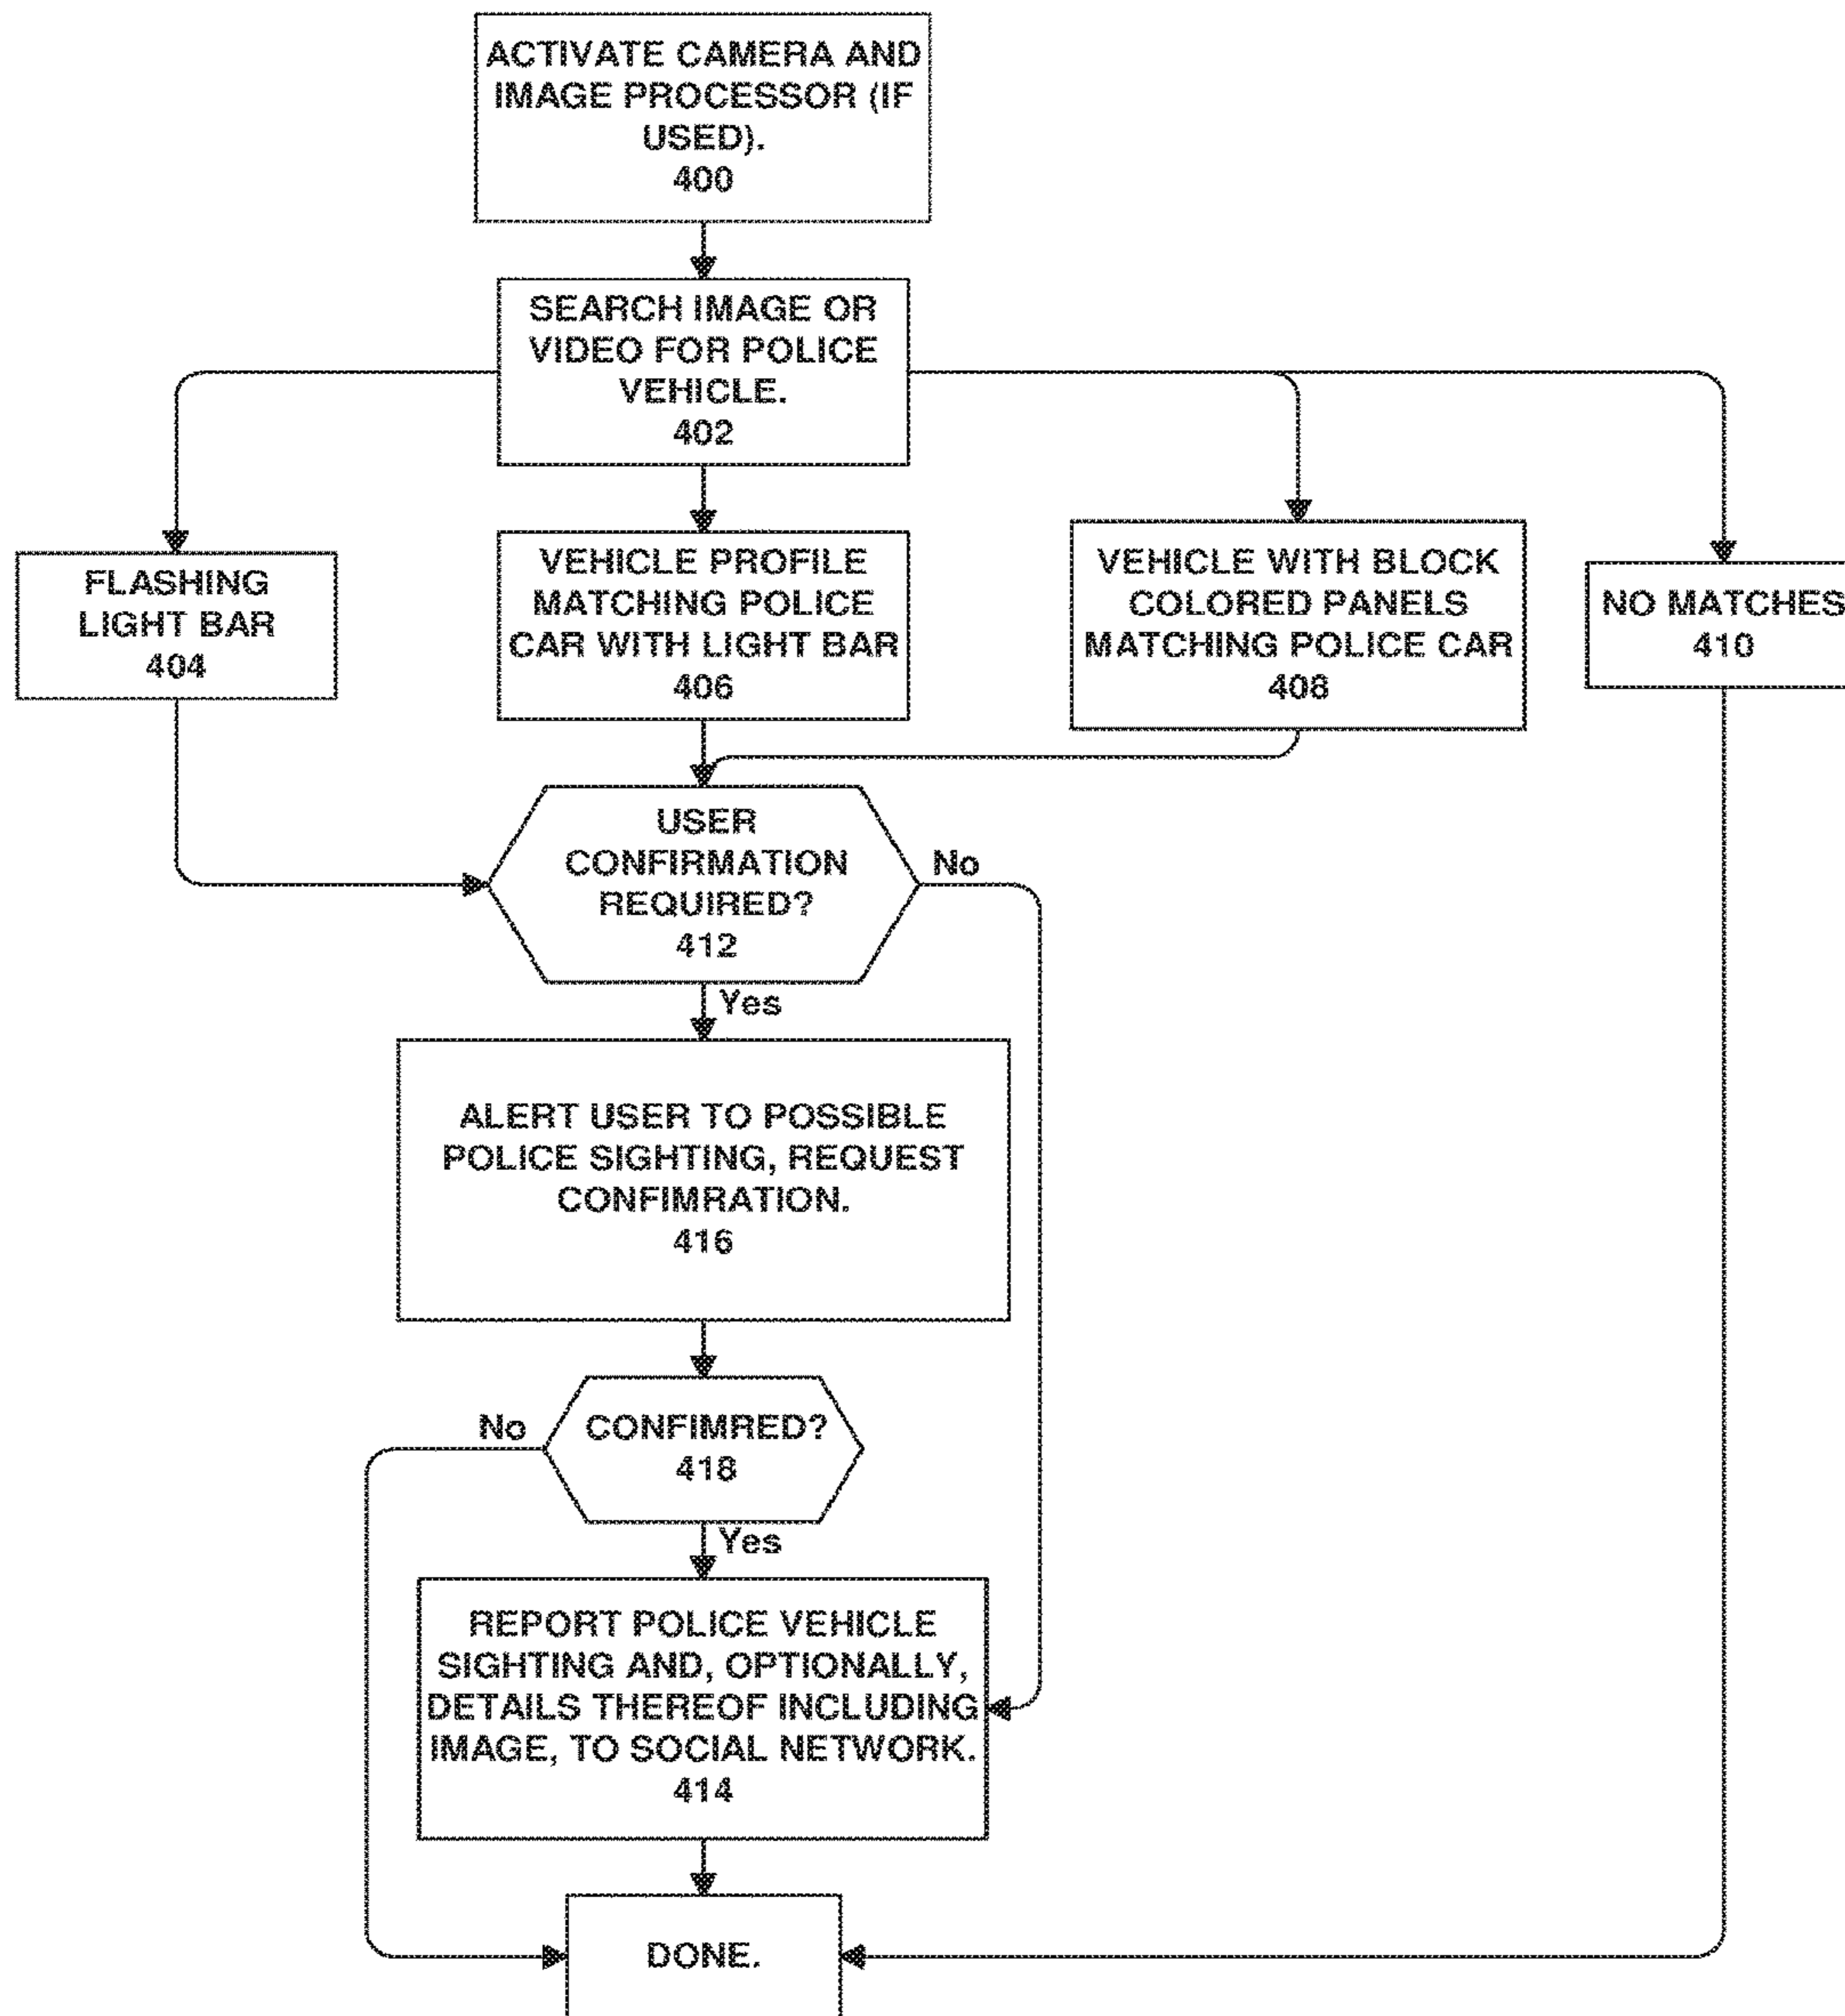 ACTIVATE CAMERA AND
IMAGE PROCESSOR (IF
USED).
400
SEARCH IMAGE OR
VIDEO FOR POLICE
VEHICLE.
402
FLASHING
LIGHT BAR
404
VEHICLE PROFILE
MATCHING POLICE
CAR WITH LIGHT BAR
406
VEHICLE WITH BLOCK
COLORED PANELS
MATCHING POLICE CAR
408
NO MATCHES
410
USER
CONFIRMATION
REQUIRED?
412
No
Yes
ALERT USER TO POSSIBLE
POLICE SIGHTING, REQUEST
CONFIMRATION.
416
No
CONFIMRED?
418
Yes
REPORT POLICE VEHICLE
SIGHTING AND, OPTIONALLY,
DETAILS THEREOF INCLUDING
IMAGE, TO SOCIAL NETWORK.
414
DONE.